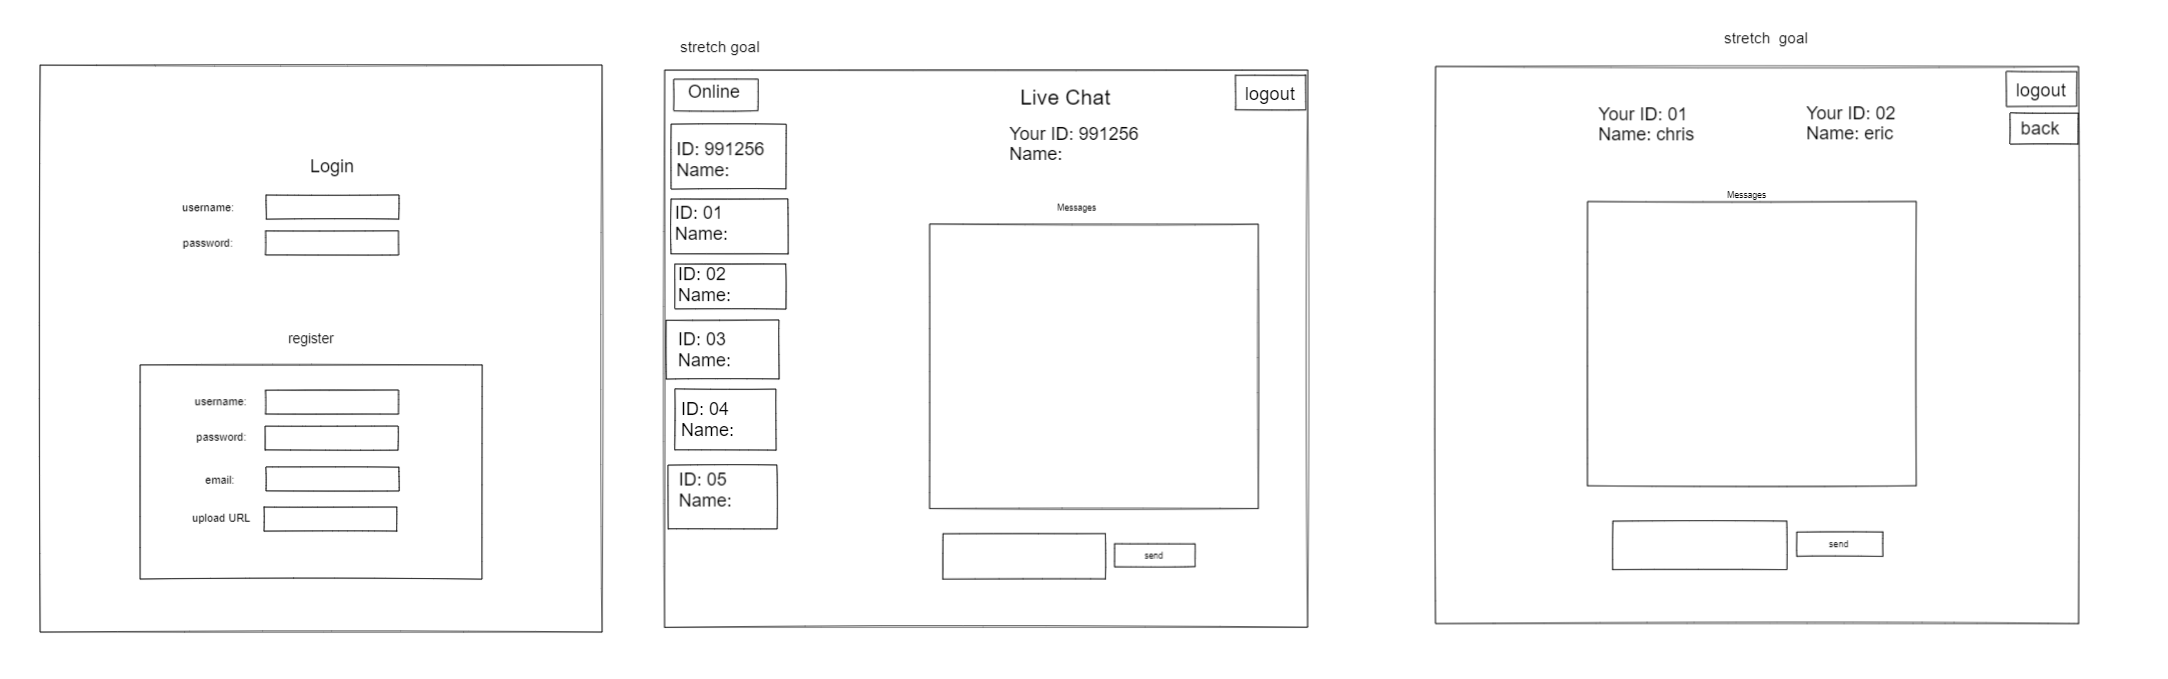 Login
username:
password:
register
username:
password:
email:
upload URL
stretch goal
Online
Live Chat
logout
Your ID: 991256
Name:
ID: 991256
Name:
ID: 01
Name:
ID: 02
Name:
ID: 03
Name:
ID: 04
Name:
ID: 05
Name:
Messages
send
stretch  goal
logout
back
Your ID: 01
Name: chris
Your ID: 02
Name: eric
Messages
send